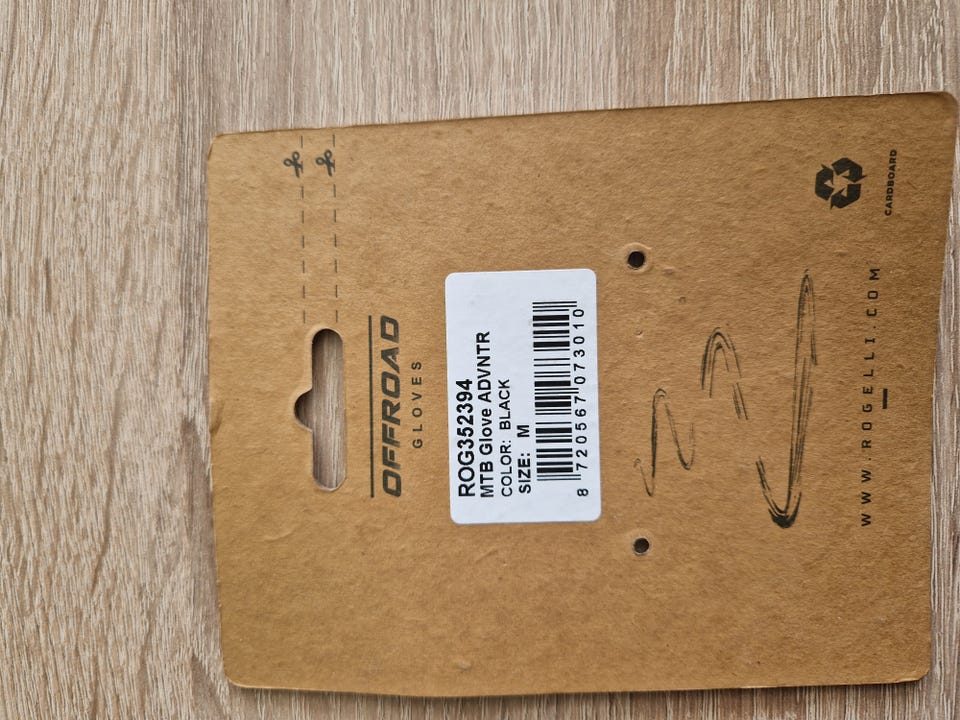 OFFROAD
GLOVES
ROG352394
MTB Glove ADVNTR
COLOR: BLACK
SIZE: M
8 720567 073010
WWW.ROGELLI.COM
CARDBOARD